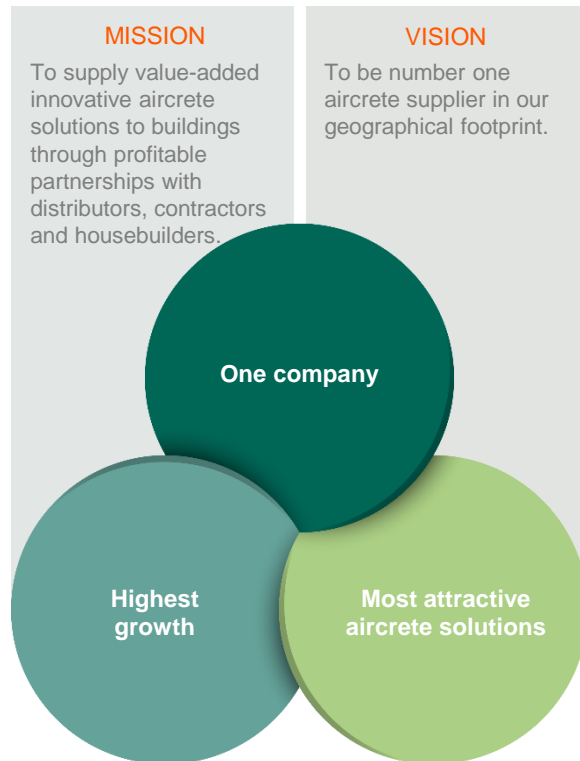 MISSION
To supply value-added
innovative aircrete
solutions to buildings
through profitable
partnerships with
distributors, contractors
and housebuilders.
VISION
To be number one
aircrete supplier in our
geographical footprint.
One company
Highest
growth
Most attractive
aircrete solutions